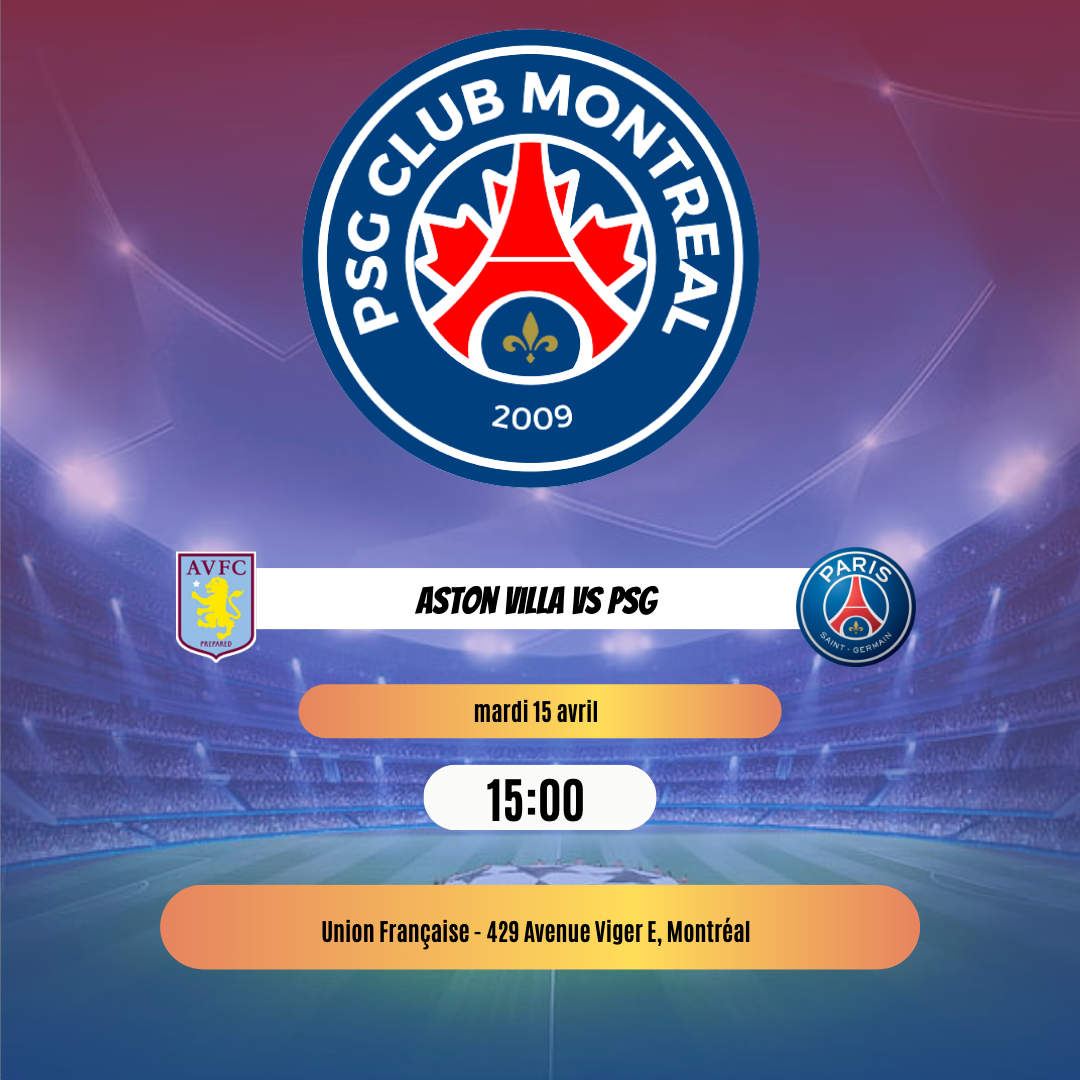 PSG CLUB MONTREAL
2009
AVFC
PREPARED
ASTON VILLA VS PSG
PARIS
SAINT - GERMAIN
mardi 15 avril
15:00
Union Française - 429 Avenue Viger E, Montréal